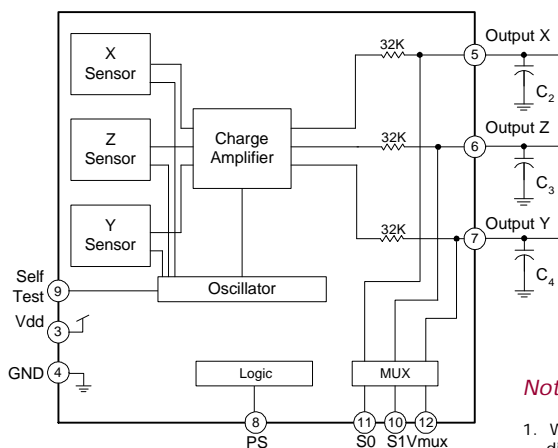 X
Sensor
Z
Sensor
Y
Sensor
Charge
Amplifier
Oscillator
32K
32K
32K
5
Output X
C2
6
Output Z
C3
7
Output Y
C4
Self
Test
9
Vdd
3
GND
4
Logic
MUX
8
11
10
12
PS
S0
S1
Vmux